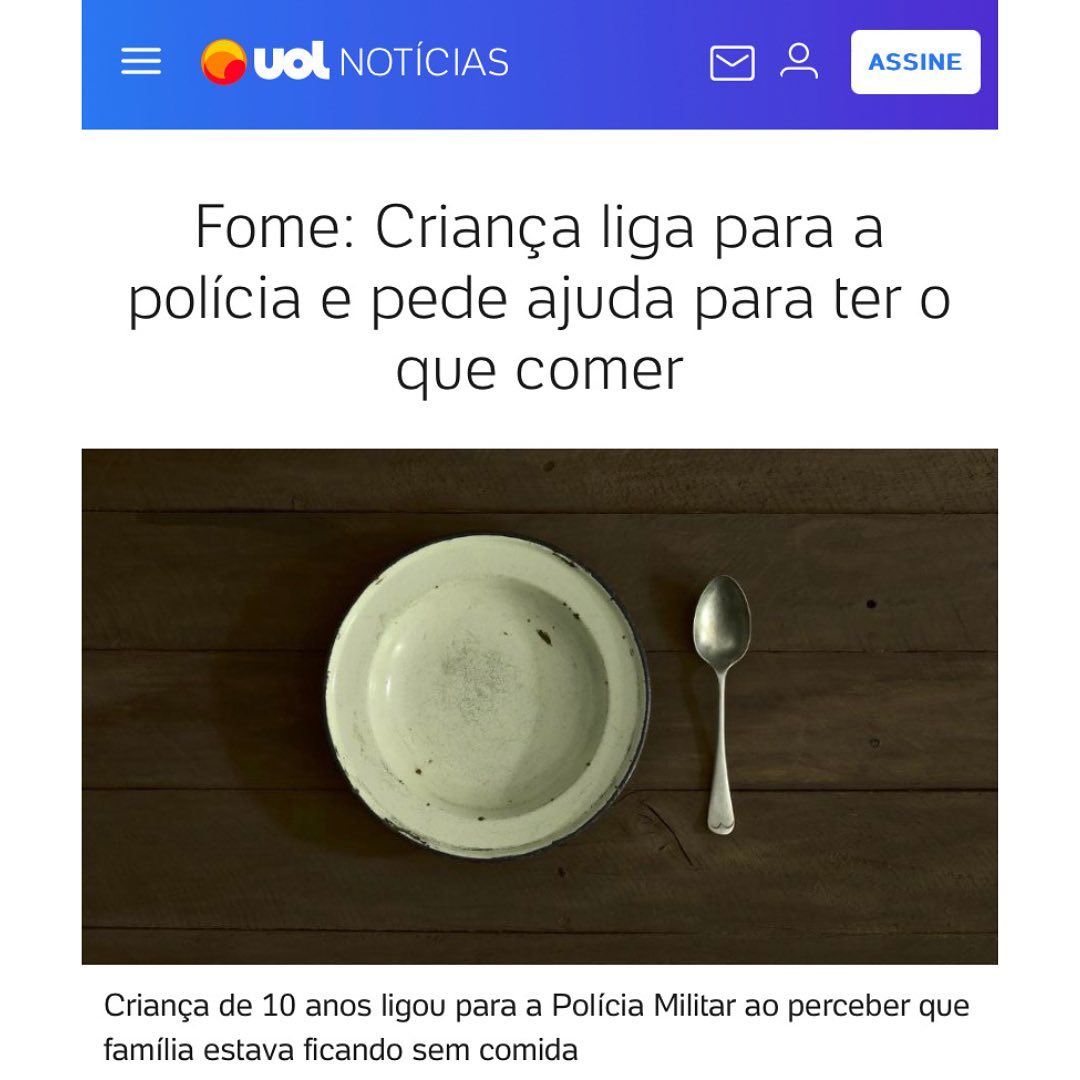 uol NOTÍCIAS
ASSINE
Fome: Criança liga para a
polícia e pede ajuda para ter o
que comer
Criança de 10 anos ligou para a Polícia Militar ao perceber que
família estava ficando sem comida